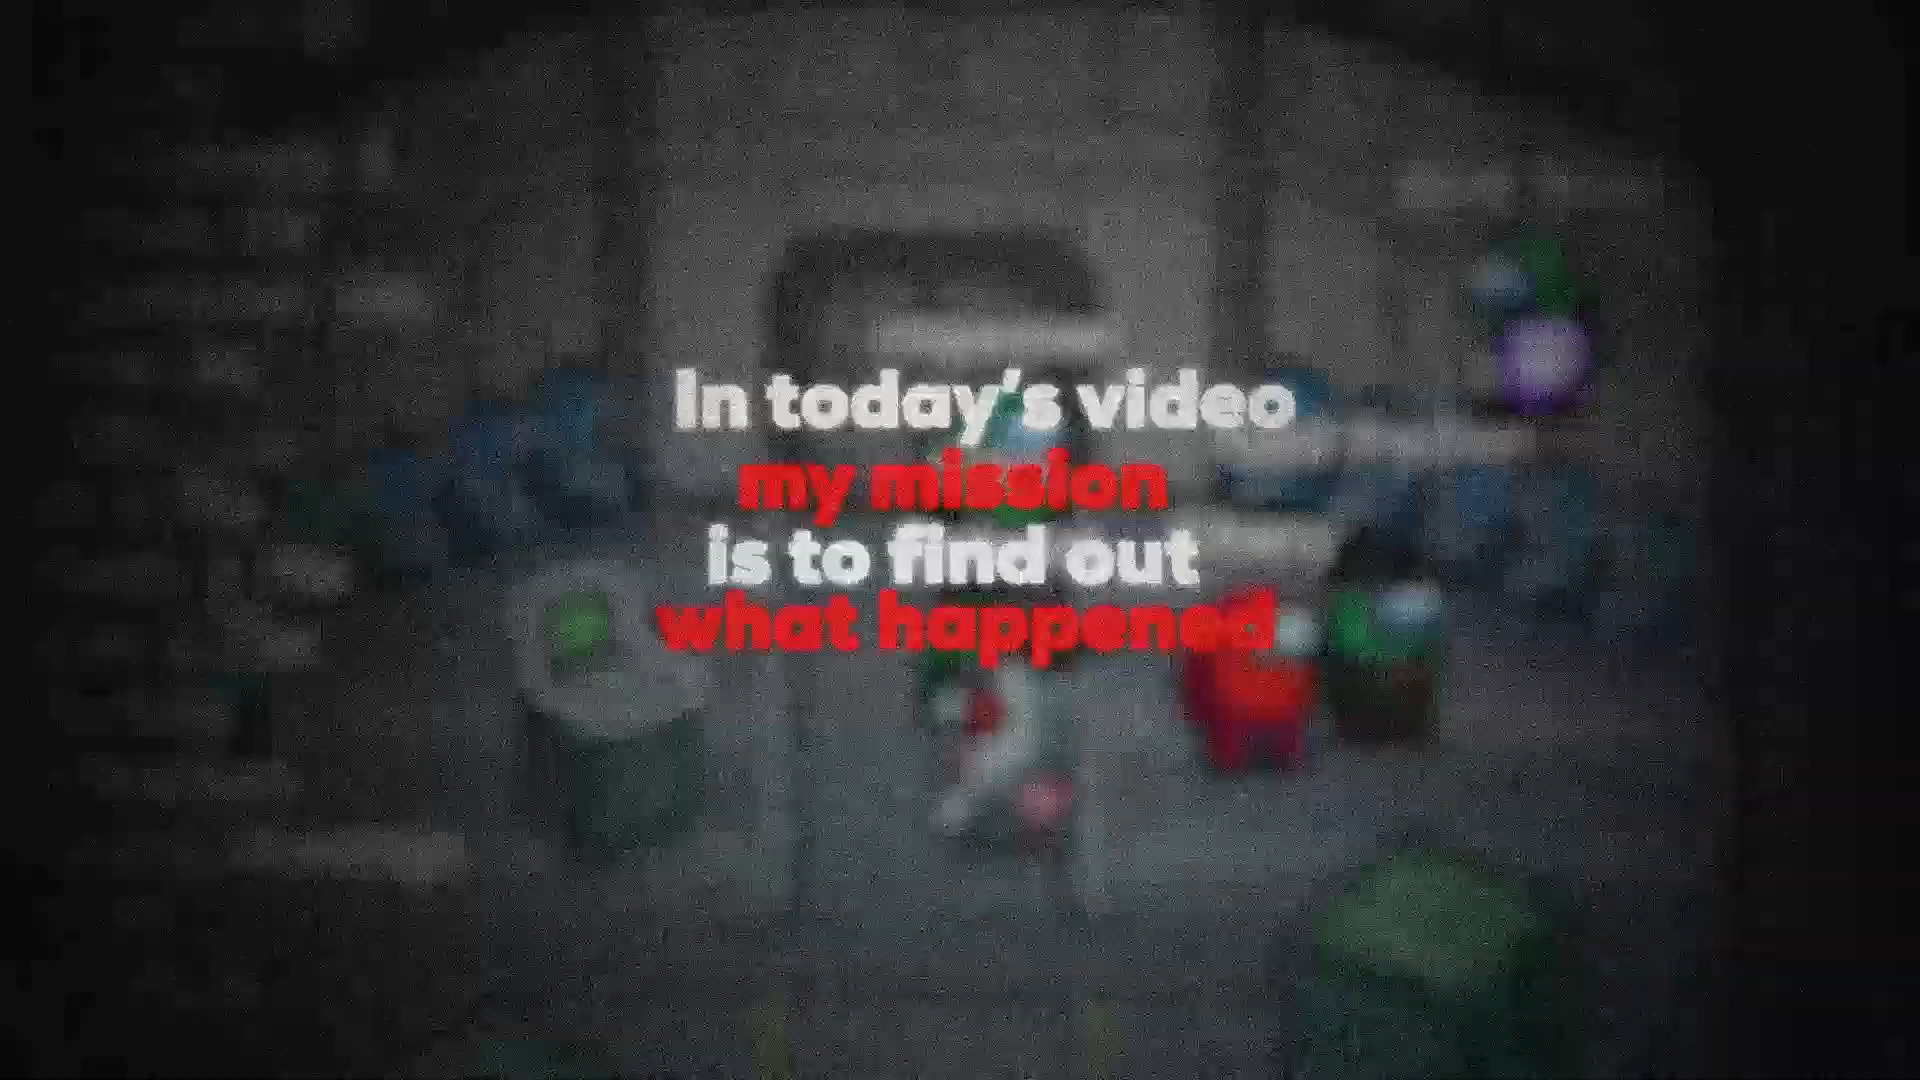 In today's video
my mission
is to find out
what happened